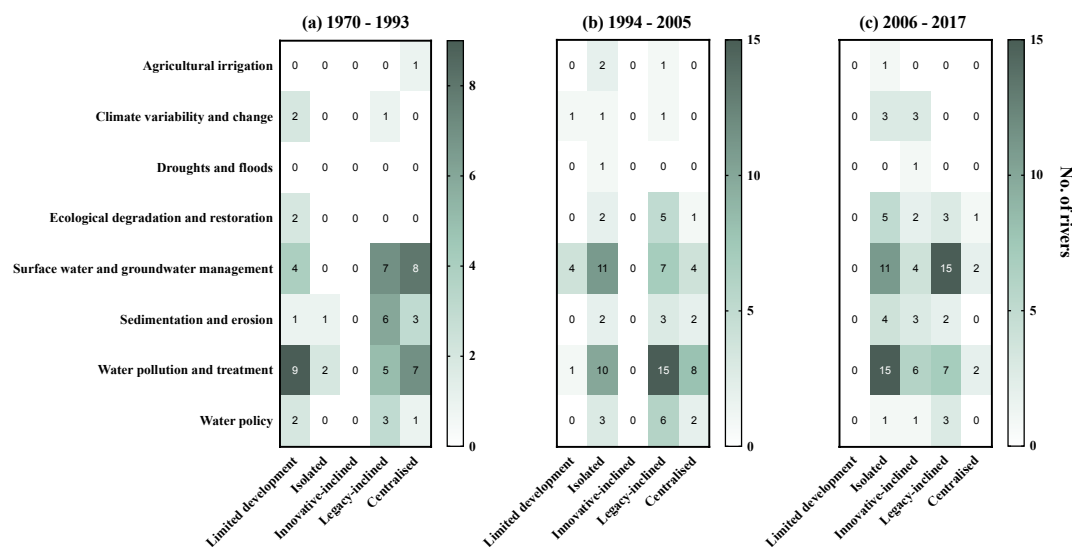 (a) 1970 - 1993 (b) 1994 - 2005 (c) 2006 - 2017
Agricultural irrigation 0 0 0 0 1 0 2 0 1 0 0 1 0 0 0
Climate variability and change 2 0 0 1 0 1 1 0 1 0 0 3 3 0 0
Droughts and floods 0 0 0 0 0 0 1 0 0 0 0 0 1 0 0
Ecological degradation and restoration 2 0 0 0 0 0 2 0 5 1 0 5 2 3 1
Surface water and groundwater management 4 0 0 7 8 4 11 0 7 4 0 11 4 15 2
Sedimentation and erosion 1 1 0 6 3 0 2 0 3 2 0 4 3 2 0
Water pollution and treatment 9 2 0 5 7 1 10 0 15 8 0 15 6 7 2
Water policy 2 0 0 3 1 0 3 0 6 2 0 1 1 3 0
8
6
4
2
0
15
10
5
0
15
10
5
0
No. of rivers
Limited development
Isolated
Innovative-inclined
Legacy-inclined
Centralised
Limited development
Isolated
Innovative-inclined
Legacy-inclined
Centralised
Limited development
Isolated
Innovative-inclined
Legacy-inclined
Centralised